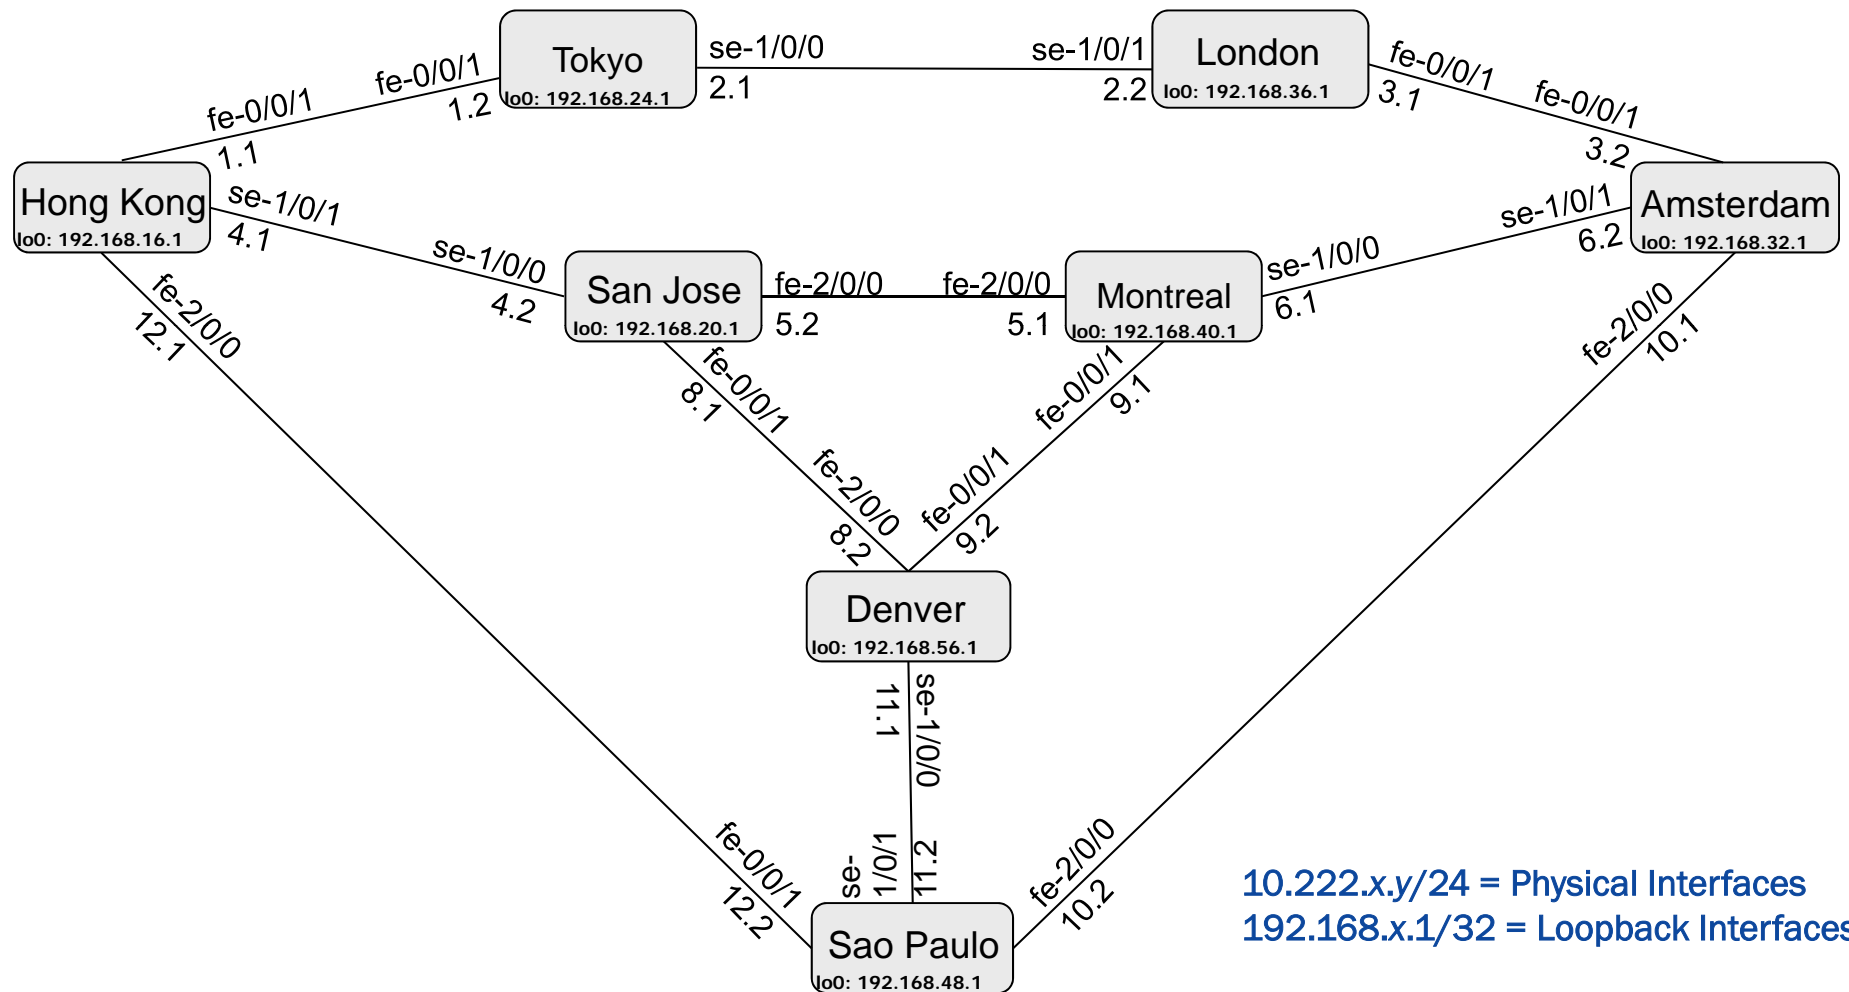 Tokyo
lo0: 192.168.24.1
se-1/0/0
2.1
se-1/0/1
2.2
London
lo0: 192.168.36.1
fe-0/0/1
3.1
fe-0/0/1
3.2
fe-0/0/1
1.2
fe-0/0/1
1.1
Hong Kong
lo0: 192.168.16.1
se-1/0/1
4.1
se-1/0/0
4.2
San Jose
lo0: 192.168.20.1
fe-2/0/0
5.2
fe-2/0/0
5.1
Montreal
lo0: 192.168.40.1
se-1/0/0
6.1
se-1/0/1
6.2
Amsterdam
lo0: 192.168.32.1
fe-2/0/0
12.1
fe-0/0/1
8.1
fe-2/0/0
8.2
fe-0/0/1
9.1
fe-0/0/1
9.2
fe-2/0/0
10.1
Denver
lo0: 192.168.56.1
11.1
se-1/0/0
fe-0/0/1
12.2
se-
1/0/1
11.2
fe-2/0/0
10.2
Sao Paulo
lo0: 192.168.48.1
10.222.x.y/24 = Physical Interfaces
192.168.x.1/32 = Loopback Interfaces